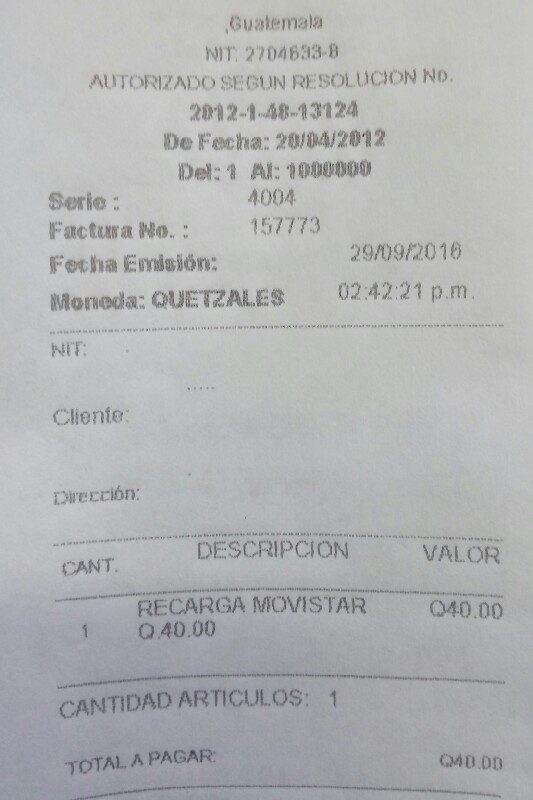 ,Guatemala
NIT: 2704633-8
AUTORIZADO SEGUN RESOLUCION No.
2012-1-48-13124
De Fecha: 20/04/2012
Del: 1 Al: 1000000
Serie : 4004
Factura No. : 157773
Fecha Emisión: 29/09/2016
Moneda: QUETZALES 02:42:21 p.m.
NIT: .
.....
Cliente:
Dirección:
CANT. DESCRIPCION VALOR
RECARGA MOVISTAR Q40.00
1 Q.40.00
CANTIDAD ARTICULOS: 1
TOTAL A PAGAR: Q40.00